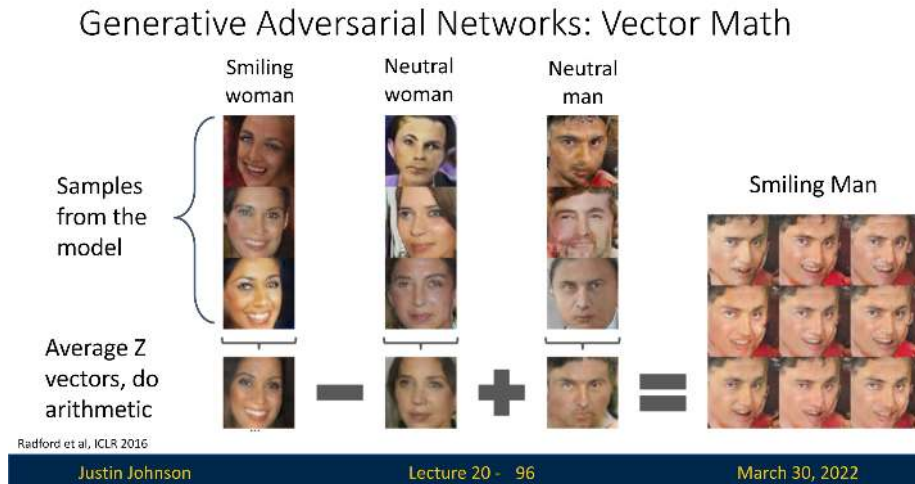 Generative Adversarial Networks: Vector Math
Smiling
woman
Neutral
woman
Neutral
man
Samples
from the
model
Smiling Man
Average Z
vectors, do
arithmetic
...
Radford et al, ICLR 2016
Justin Johnson
Lecture 20 - 96
March 30, 2022